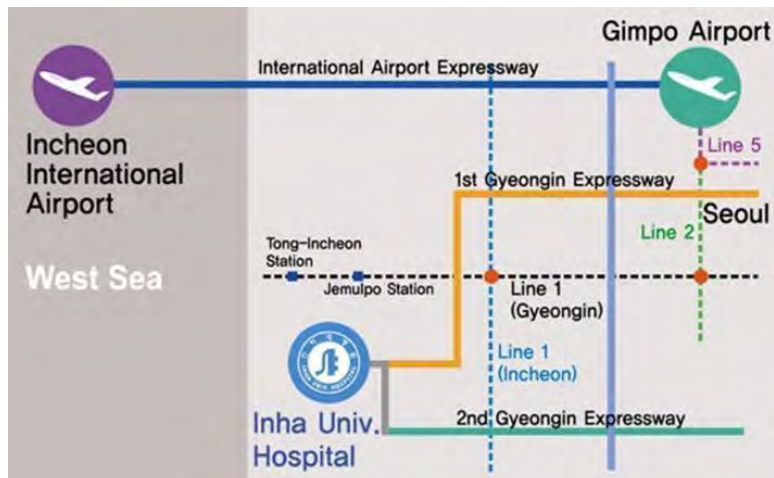 Gimpo Airport
International Airport Expressway
Incheon
International
Airport
Line 5
1st Gyeongin Expressway
Seoul
Line 2
Tong-Incheon
Station
West Sea
Jemulpo Station
Line 1
(Gyeongin)
Line 1
(Incheon)
Inha Univ.
Hospital
2nd Gyeongin Expressway